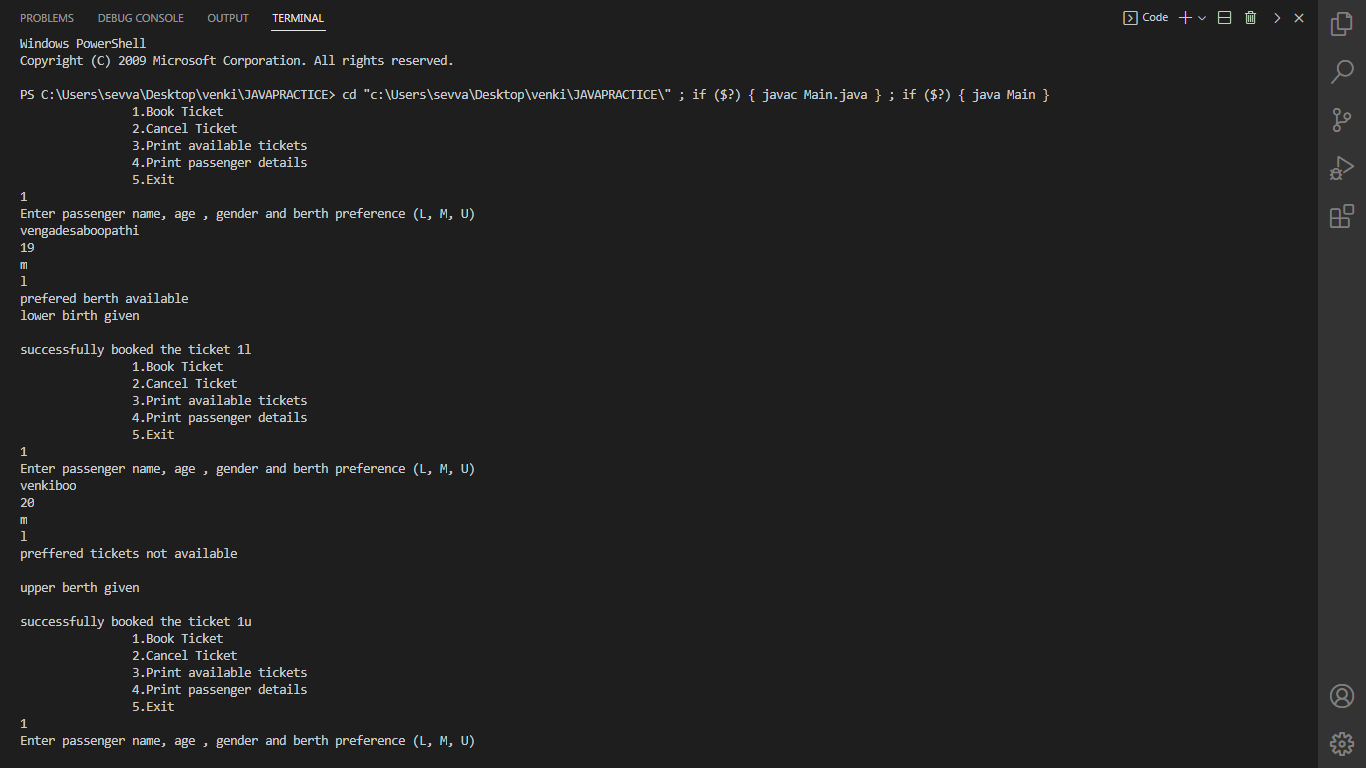 PROBLEMS DEBUG CONSOLE OUTPUT TERMINAL Code
Windows PowerShell
Copyright (C) 2009 Microsoft Corporation. All rights reserved.
PS C:\Users\sevva\Desktop\venki\JAVAPRACTICE> cd "c:\Users\sevva\Desktop\venki\JAVAPRACTICE\" ; if ($?) { javac Main.java } ; if ($?) { java Main }
1.Book Ticket
2.Cancel Ticket
3.Print available tickets
4.Print passenger details
5.Exit
1
Enter passenger name, age , gender and berth preference (L, M, U)
vengadesaboopathi
19
m
l
prefered berth available
lower birth given
successfully booked the ticket 1l
1.Book Ticket
2.Cancel Ticket
3.Print available tickets
4.Print passenger details
5.Exit
1
Enter passenger name, age , gender and berth preference (L, M, U)
venkiboo
20
m
l
preffered tickets not available
upper berth given
successfully booked the ticket 1u
1.Book Ticket
2.Cancel Ticket
3.Print available tickets
4.Print passenger details
5.Exit
1
Enter passenger name, age , gender and berth preference (L, M, U)